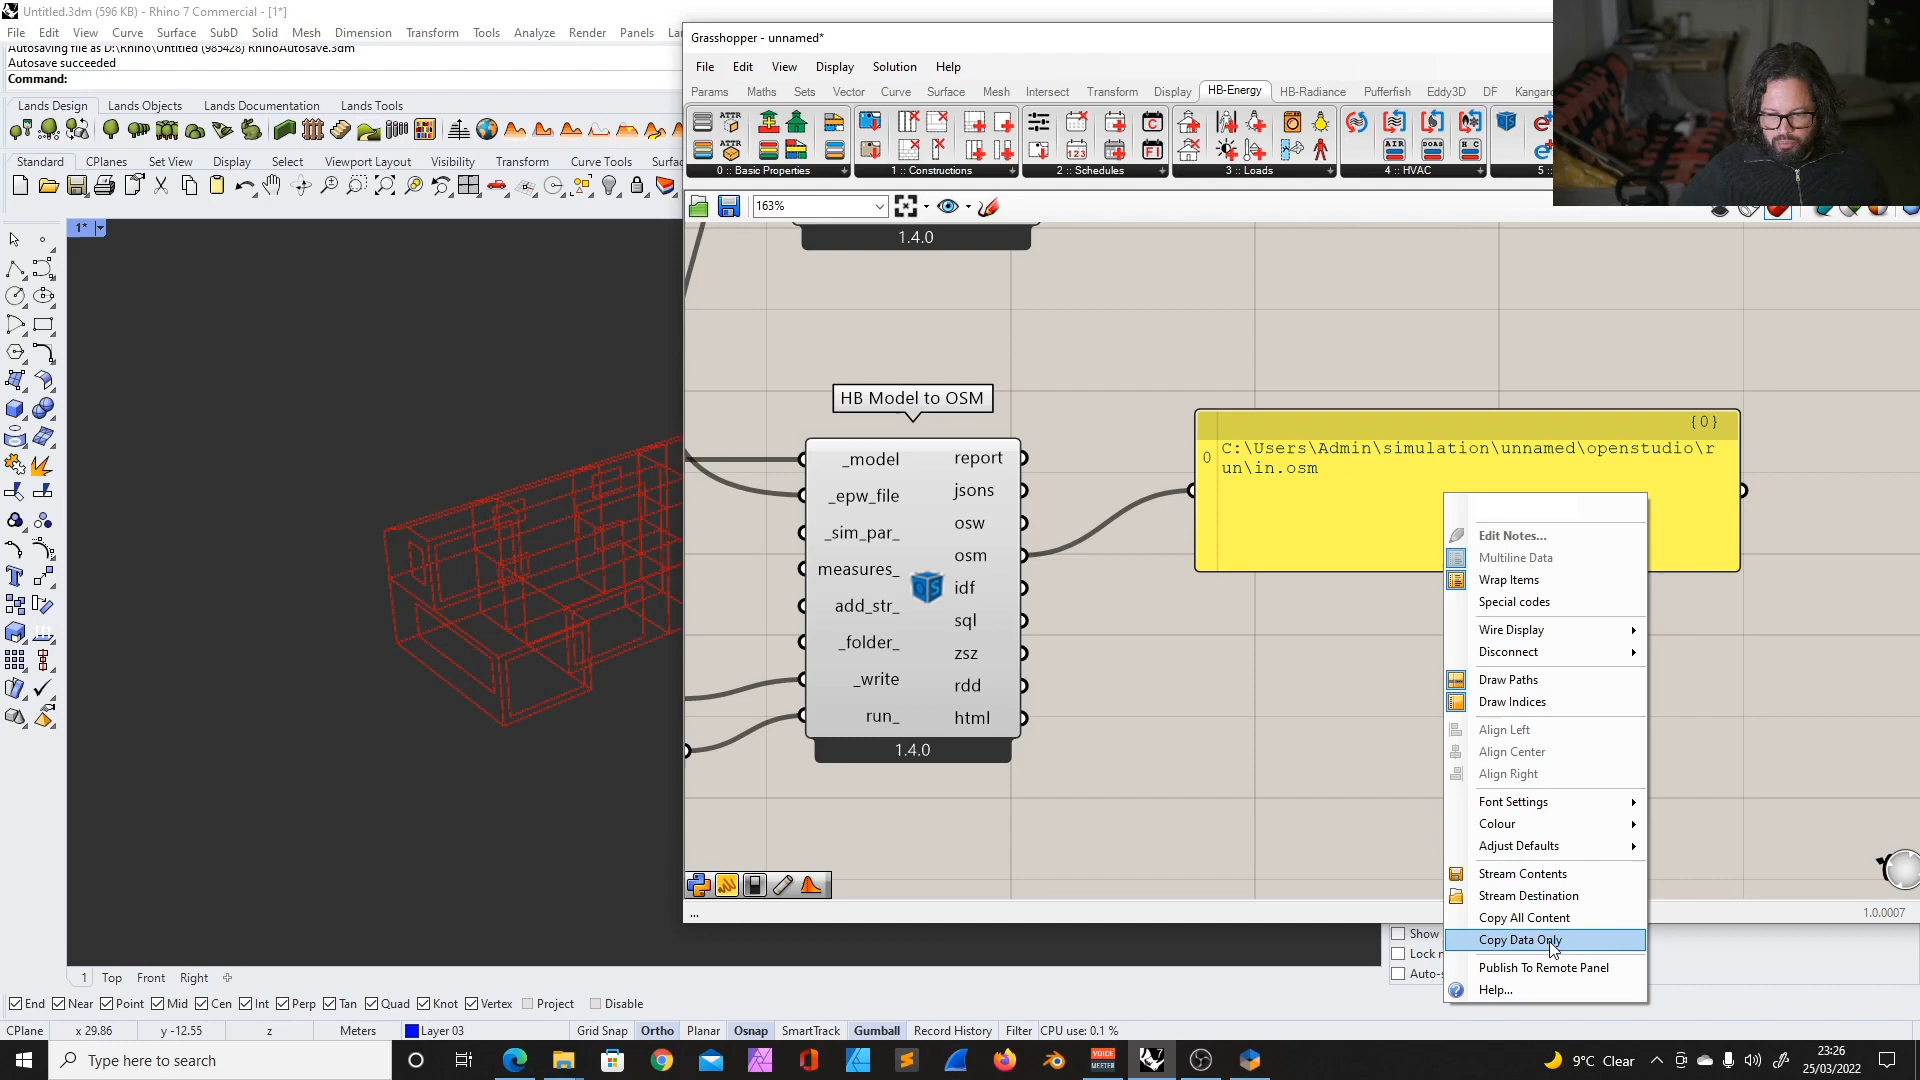 Untitled.3dm (596 KB) - Rhino 7 Commercial - [1*]
File Edit View Curve Surface SubD Solid Mesh Dimension Transform Tools Analyze Render Panels
Autosaving file as D:\Rhino\Untitled (985428) RhinoAutosave.3dm
Autosave succeeded
Command:
Lands Design Lands Objects Lands Documentation Lands Tools
Standard CPlanes Set View Display Select Viewport Layout Visibility Transform Curve Tools
1*
Grasshopper - unnamed*
File Edit View Display Solution Help
Params Maths Sets Vector Curve Surface Mesh Intersect Transform Display HB-Energy HB-Radiance Pufferfish Eddy3D DF
0 :: Basic Properties 1 :: Constructions 2 :: Schedules 3 :: Loads 4 :: HVAC 5 ::
163%
1.4.0
HB Model to OSM
_model
_epw_file
_sim_par_
measures_
add_str_
_folder_
_write
run_
report
jsons
osw
osm
idf
sql
zsz
rdd
html
1.4.0
{0}
0 C:\Users\Admin\simulation\unnamed\openstudio\r
un\in.osm
Edit Notes...
Multiline Data
Wrap Items
Special codes
Wire Display
Disconnect
Draw Paths
Draw Indices
Align Left
Align Center
Align Right
Font Settings
Colour
Adjust Defaults
Stream Contents
Stream Destination
Copy All Content
Copy Data Only
Publish To Remote Panel
Help...
...
1.0.0007
Show
1 Top Front Right
End Near Point Mid Cen Int Perp Tan Quad Knot Vertex Project Disable
CPlane x 29.86 y -12.55 z Meters Layer 03 Grid Snap Ortho Planar Osnap SmartTrack Gumball Record History Filter CPU use: 0.1 %
Type here to search
VOICE
MEETER
9°C Clear
23:26
25/03/2022